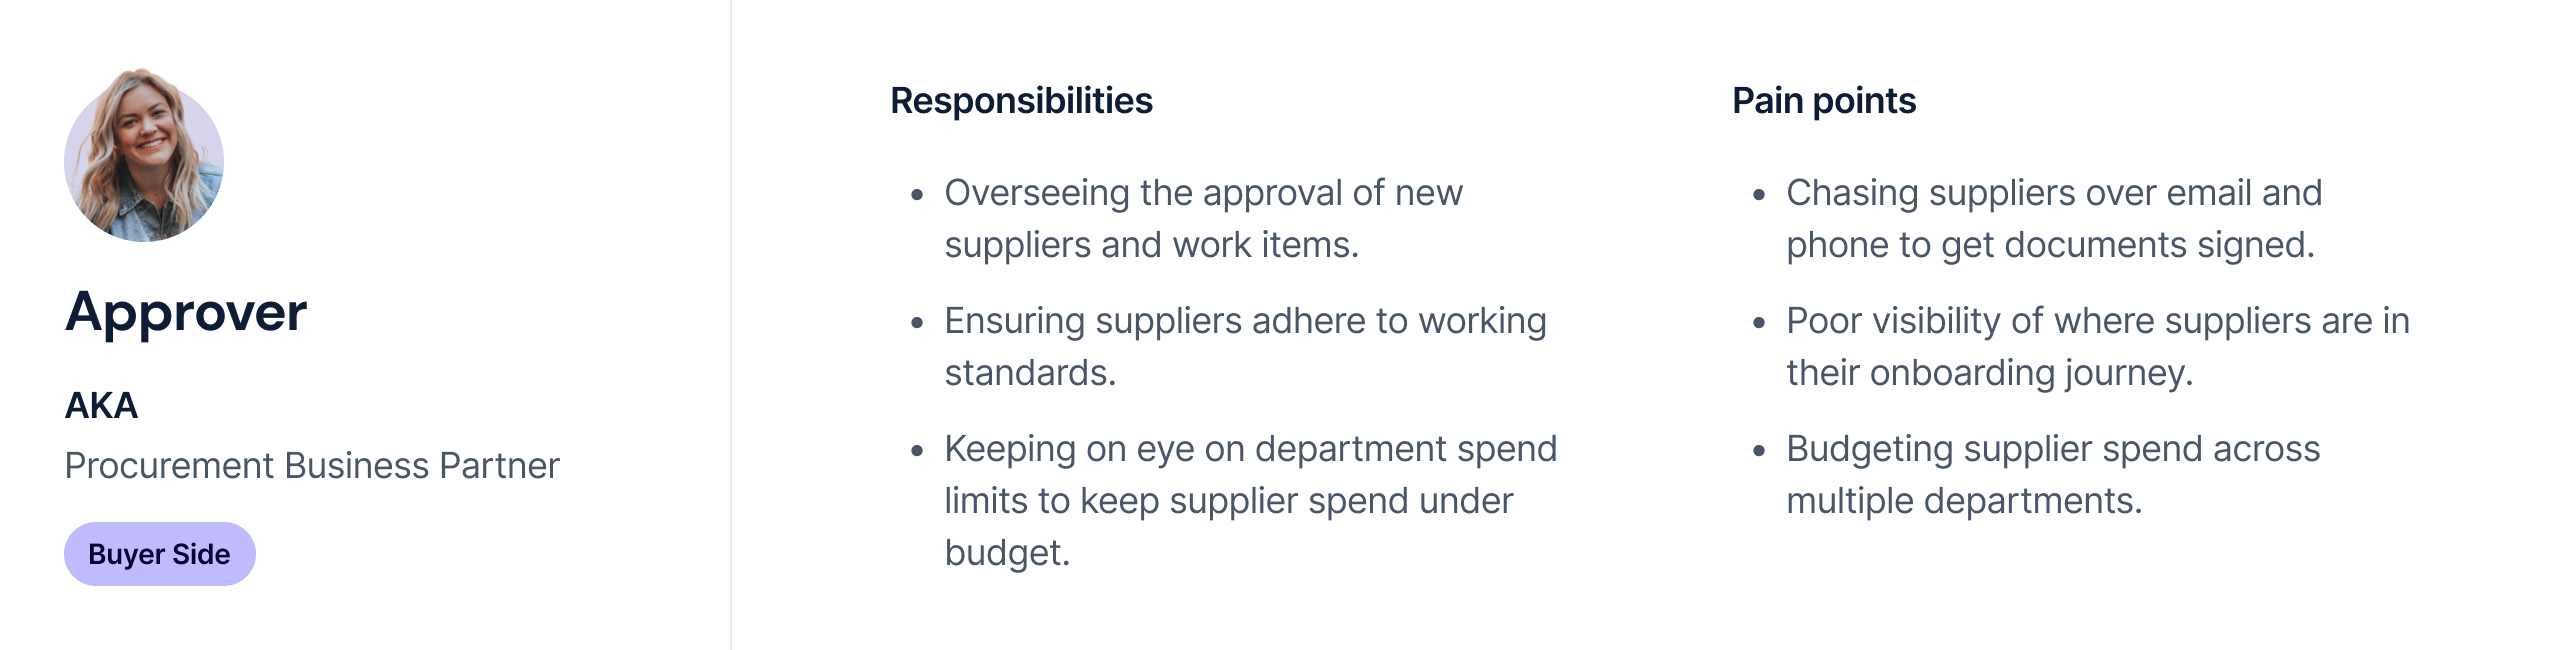 Approver
AKA
Procurement Business Partner
Buyer Side
Responsibilities
• Overseeing the approval of new
suppliers and work items.
• Ensuring suppliers adhere to working
standards.
• Keeping on eye on department spend
limits to keep supplier spend under
budget.
Pain points
• Chasing suppliers over email and
phone to get documents signed.
• Poor visibility of where suppliers are in
their onboarding journey.
• Budgeting supplier spend across
multiple departments.